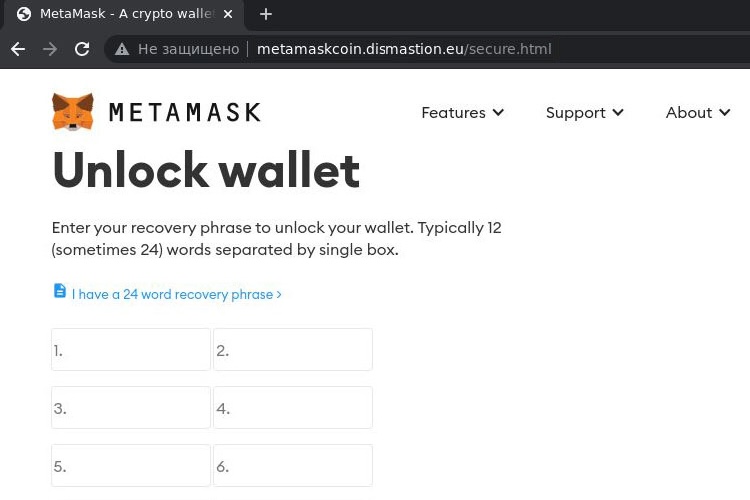 MetaMask - A crypto walle
Не защищено
metamaskcoin.dismastion.eu/secure.html
METAMASK
Features Support About
Unlock wallet
Enter your recovery phrase to unlock your wallet. Typically 12
(sometimes 24) words separated by single box.
I have a 24 word recovery phrase >
1. 2.
3. 4.
5. 6.